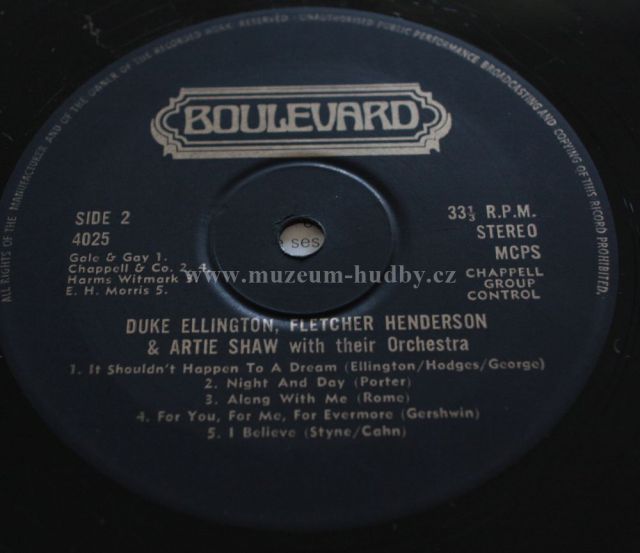 ALL RIGHTS OF THE MANUFACTURER AND OF THE OWNER OF THE RECORDED WORK RESERVED - UNAUTHORISED PUBLIC PERFORMANCE BROADCASTING AND COPYING OF THIS RECORD PROHIBITED
BOULEVARD
SIDE 2
4025
Gale & Gay 1.
Chappell & Co. 2, 4.
Harms Witmark 3.
E. H. Morris 5.
ses
33⅓ R.P.M.
STEREO
MCPS
CHAPPELL
GROUP
CONTROL
www.muzeum-hudby.cz
DUKE ELLINGTON, FLETCHER HENDERSON
& ARTIE SHAW with their Orchestra
1. It Shouldn't Happen To A Dream (Ellington/Hodges/George)
2. Night And Day (Porter)
3. Along With Me (Rome)
4. For You, For Me, For Evermore (Gershwin)
5. I Believe (Styne/Cahn)